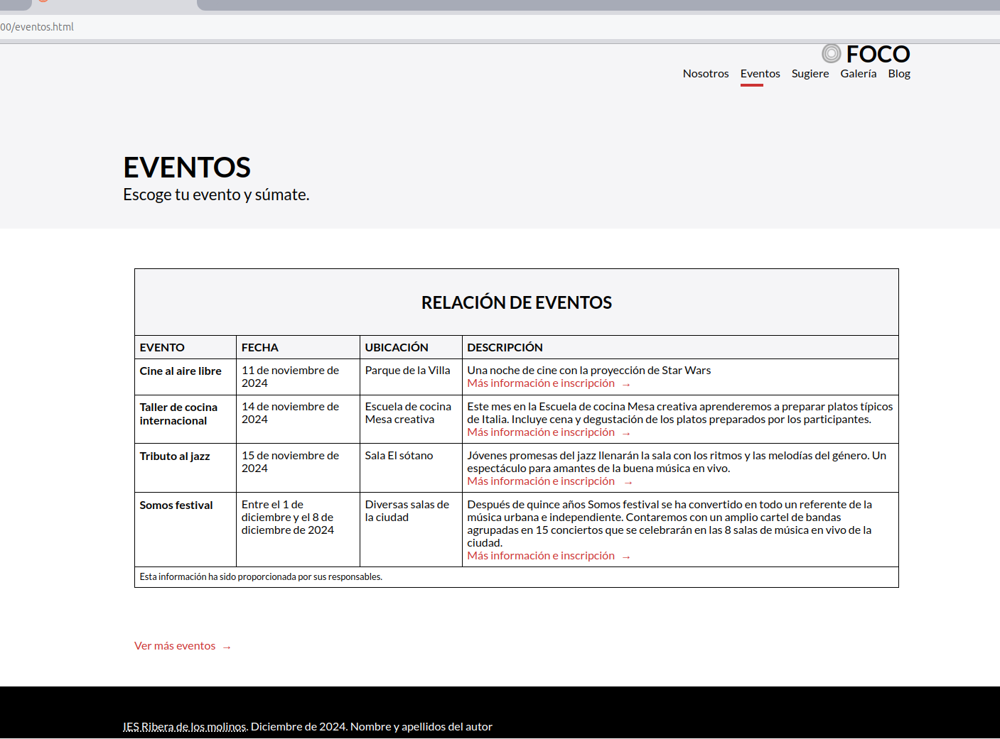 00/eventos.html
FOCO
Nosotros Eventos Sugiere Galería Blog
EVENTOS
Escoge tu evento y súmate.
RELACIÓN DE EVENTOS
EVENTO FECHA UBICACIÓN DESCRIPCIÓN
Cine al aire libre 11 de noviembre de Parque de la Villa Una noche de cine con la proyección de Star Wars
2024 Más información e inscripción →
Taller de cocina 14 de noviembre de Escuela de cocina Este mes en la Escuela de cocina Mesa creativa aprenderemos a preparar platos típicos
internacional 2024 Mesa creativa de Italia. Incluye cena y degustación de los platos preparados por los participantes.
Más información e inscripción →
Tributo al jazz 15 de noviembre de Sala El sótano Jóvenes promesas del jazz llenarán la sala con los ritmos y las melodías del género. Un
2024 espectáculo para amantes de la buena música en vivo.
Más información e inscripción →
Somos festival Entre el 1 de Diversas salas de Después de quince años Somos festival se ha convertido en todo un referente de la
diciembre y el 8 de la ciudad música urbana e independiente. Contaremos con un amplio cartel de bandas
diciembre de 2024 agrupadas en 15 conciertos que se celebrarán en las 8 salas de música en vivo de la
ciudad.
Más información e inscripción →
Esta información ha sido proporcionada por sus responsables.
Ver más eventos →
IES Ribera de los molinos. Diciembre de 2024. Nombre y apellidos del autor